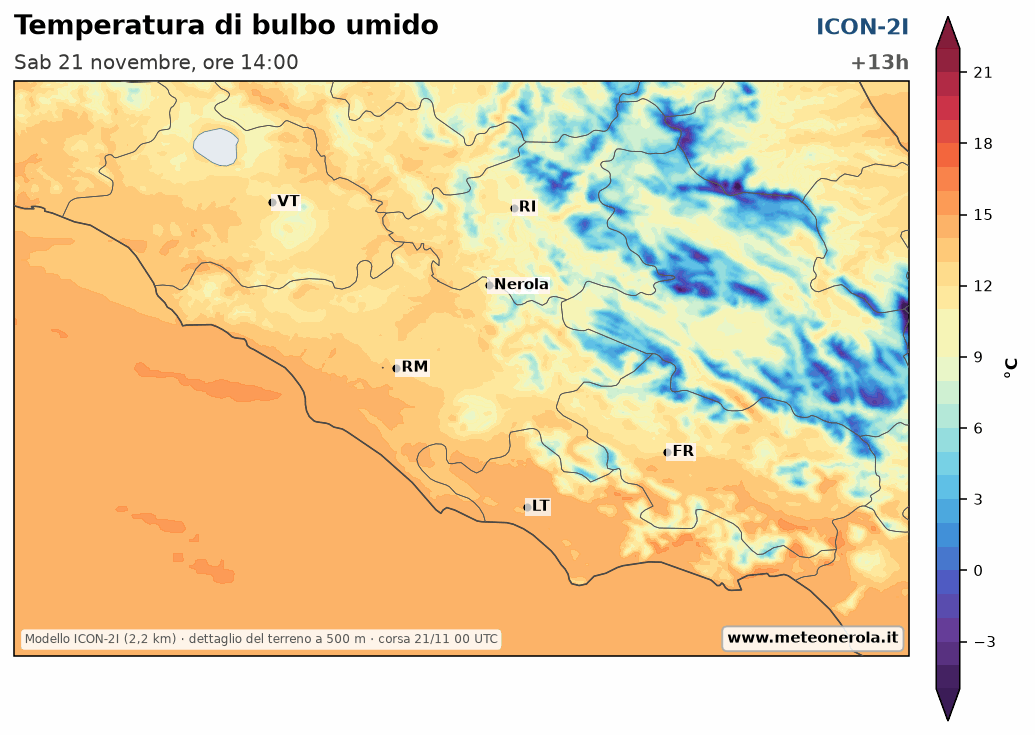 Temperatura di bulbo umido
ICON-2I
Sab 21 novembre, ore 14:00
+13h
VT
RI
Nerola
RM
FR
LT
21
18
15
12
9
6
3
0
−3
°C
Modello ICON-2I (2,2 km) · dettaglio del terreno a 500 m · corsa 21/11 00 UTC
www.meteonerola.it